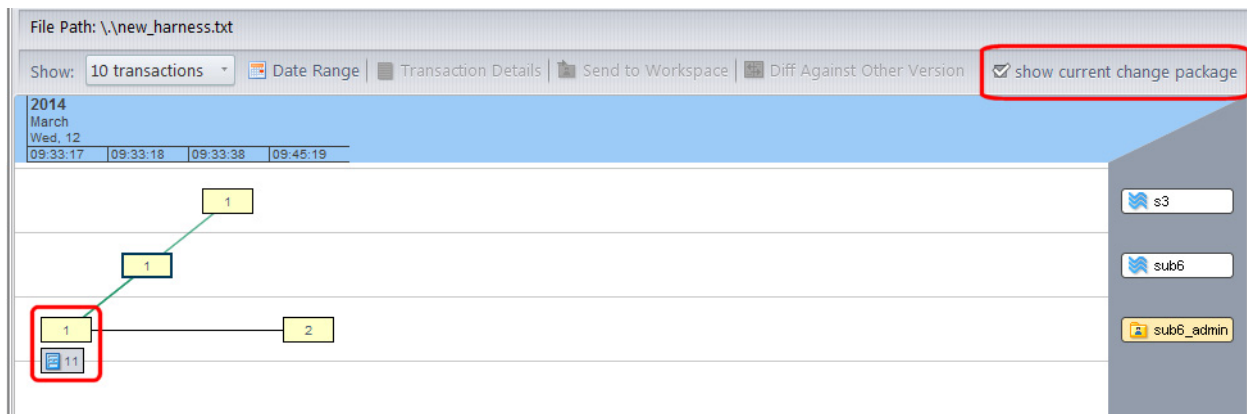 File Path: \.\new_harness.txt
Show: 10 transactions Date Range Transaction Details Send to Workspace Diff Against Other Version show current change package
2014
March
Wed, 12
09:33:17 09:33:18 09:33:38 09:45:19
1 s3
1 sub6
1 2 sub6_admin
11